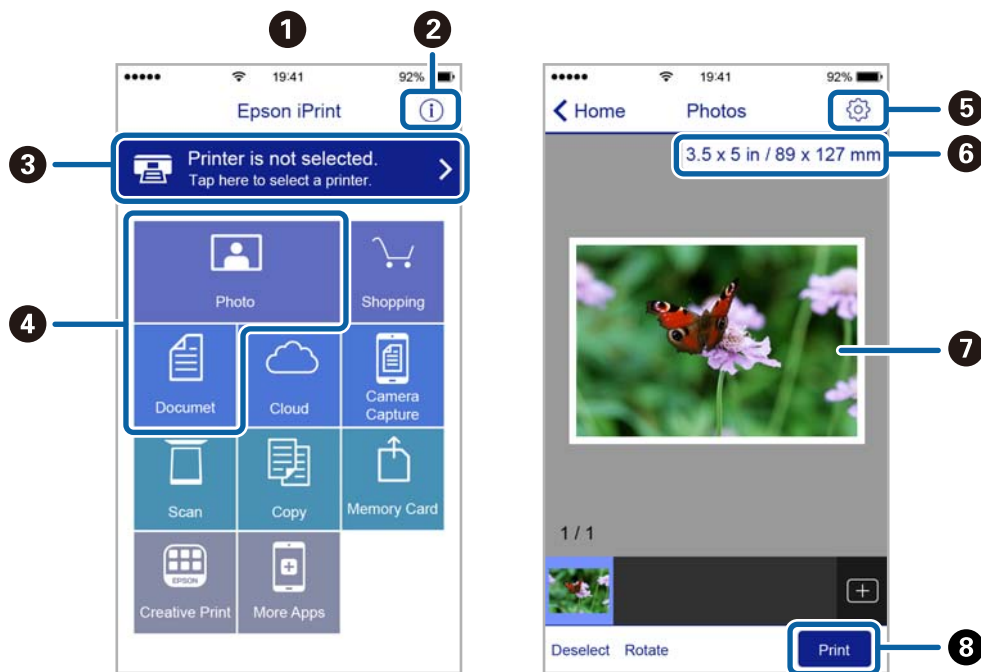 1
2
19:41
92%
Epson iPrint
i
3
Printer is not selected.
Tap here to select a printer.
4
Photo
Shopping
Documet
Cloud
Camera
Capture
Scan
Copy
Memory Card
EPSON
Creative Print
More Apps
19:41
92%
Home
Photos
5
3.5 x 5 in / 89 x 127 mm
6
7
1 / 1
Deselect
Rotate
Print
8